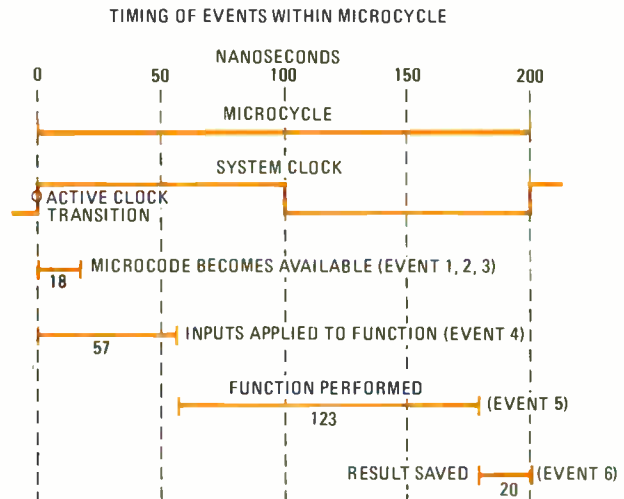 TIMING OF EVENTS WITHIN MICROCYCLE
NANOSECONDS
0 50 100 150 200
MICROCYCLE
SYSTEM CLOCK
ACTIVE CLOCK
TRANSITION
MICROCODE BECOMES AVAILABLE (EVENT 1, 2, 3)
18
INPUTS APPLIED TO FUNCTION (EVENT 4)
57
FUNCTION PERFORMED
(EVENT 5)
123
RESULT SAVED (EVENT 6)
20